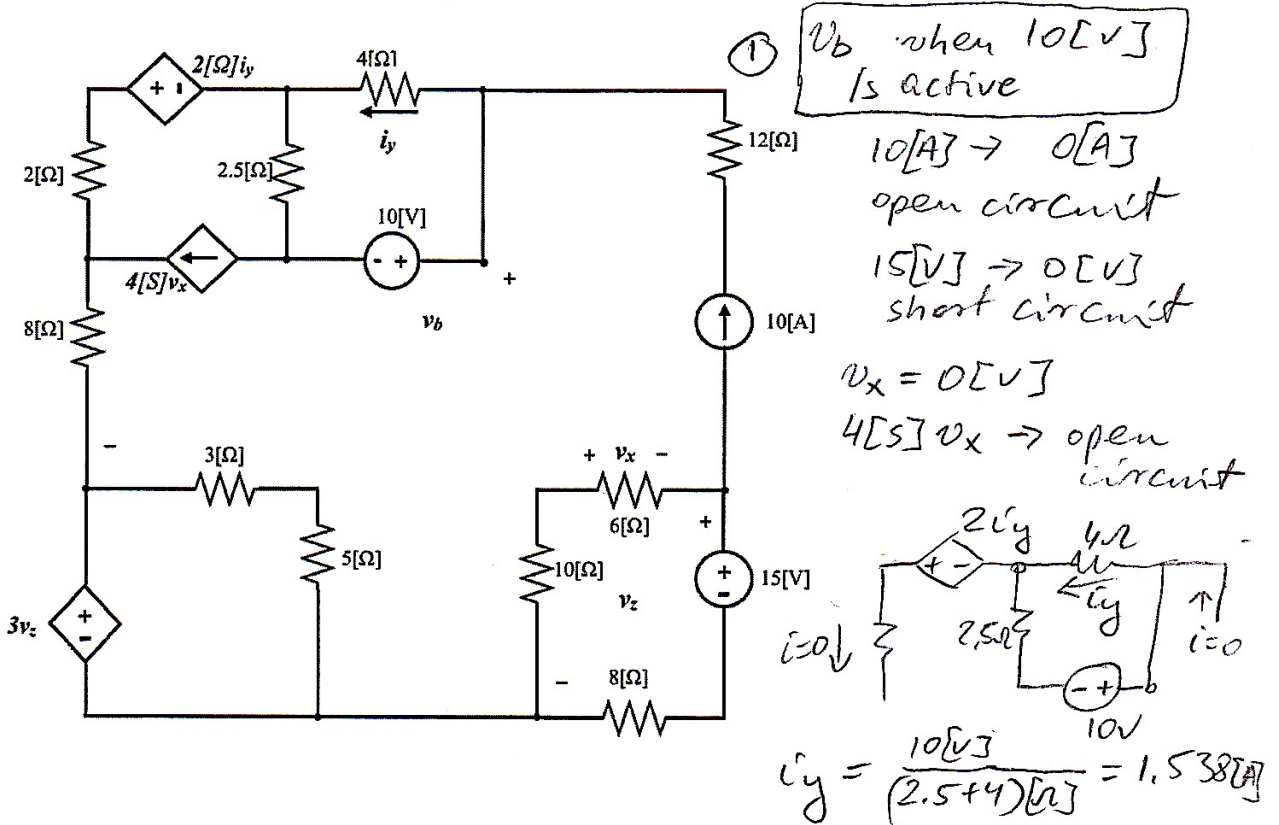 2[Ω]iy
4[Ω]
iy
2[Ω]
2.5[Ω]
12[Ω]
10[V]
- +
4[S]vx
+
vb
8[Ω]
10[A]
-
3[Ω]
+ vx -
6[Ω]
+
5[Ω]
10[Ω]
vz
+
-
15[V]
3vz
+
-
-
8[Ω]
+ -
1
vb when 10[V]
is active
10[A] → 0[A]
open circuit
15[V] → 0[V]
short circuit
vx = 0[V]
4[S]vx → open
circuit
2iy
4Ω
+ -
iy
i=0
2,5Ω
i=0
- +
10V
iy = 10[V] / (2.5+4)[Ω] = 1.538[A]